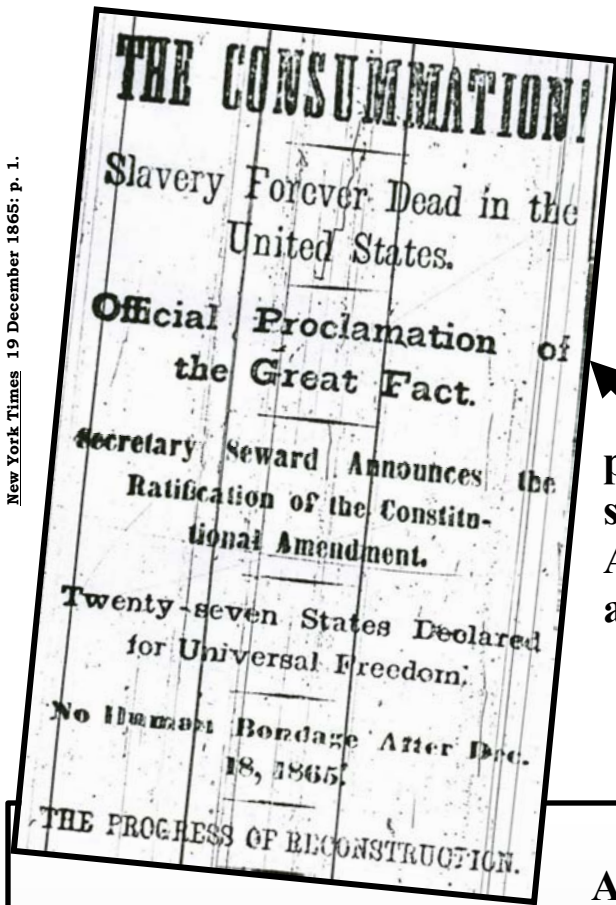 New York Times 19 December 1865: p. 1.
THE CONSUMMATION!
Slavery Forever Dead in the
United States.
Official Proclamation of
the Great Fact.
Secretary Seward Announces the
Ratification of the Constitu-
tional Amendment.
Twenty-seven States Declared
for Universal Freedom.
No Human Bondage After Dec.
18, 1865.
THE PROGRESS OF RECONSTRUCTION.
p
s
A
a
A